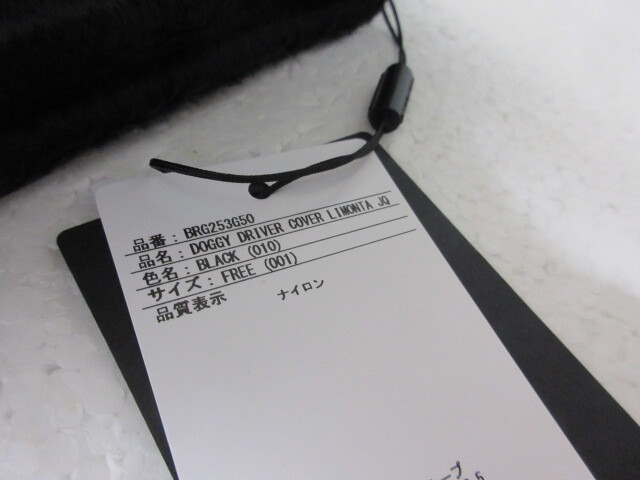 品番：BRG253G50
品名：DOGGY DRIVER COVER LIMONTA JQ
色名：BLACK (010)
サイズ：FREE (001)
品質表示　ナイロン